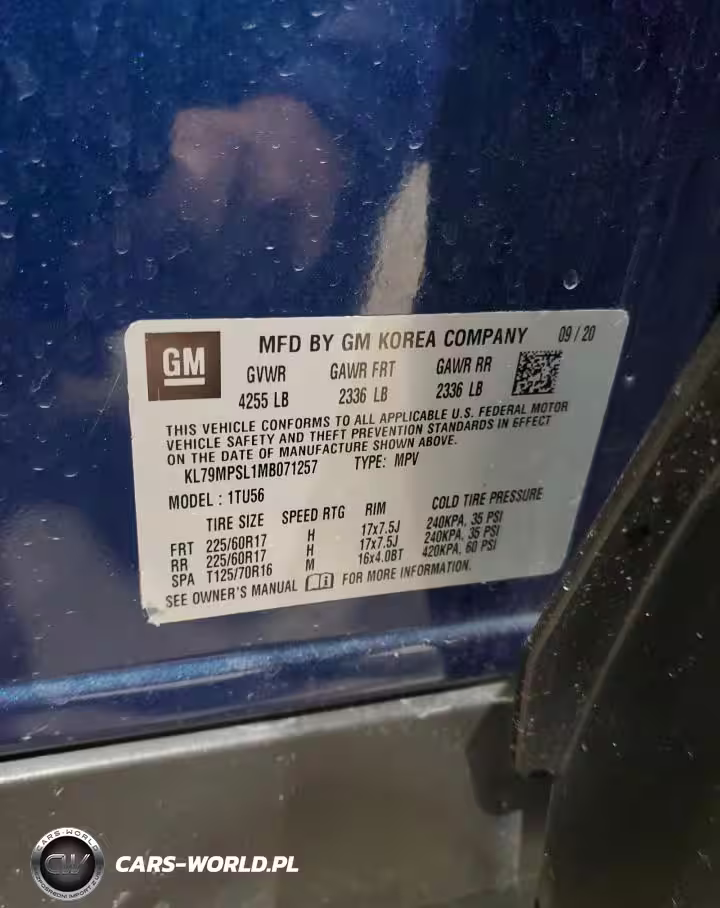 GM
MFD BY GM KOREA COMPANY 09/20
GVWR GAWR FRT GAWR RR
4255 LB 2336 LB 2336 LB
THIS VEHICLE CONFORMS TO ALL APPLICABLE U.S. FEDERAL MOTOR
VEHICLE SAFETY AND THEFT PREVENTION STANDARDS IN EFFECT
ON THE DATE OF MANUFACTURE SHOWN ABOVE.
KL79MPSL1MB071257 TYPE: MPV
MODEL : 1TU56
TIRE SIZE SPEED RTG RIM COLD TIRE PRESSURE
FRT 225/60R17 H 17x7.5J 240KPA, 35 PSI
RR 225/60R17 H 17x7.5J 240KPA, 35 PSI
SPA T125/70R16 M 16x4.0BT 420KPA, 60 PSI
SEE OWNER'S MANUAL FOR MORE INFORMATION.
CARS-WORLD
CW
CARS-WORLD.PL